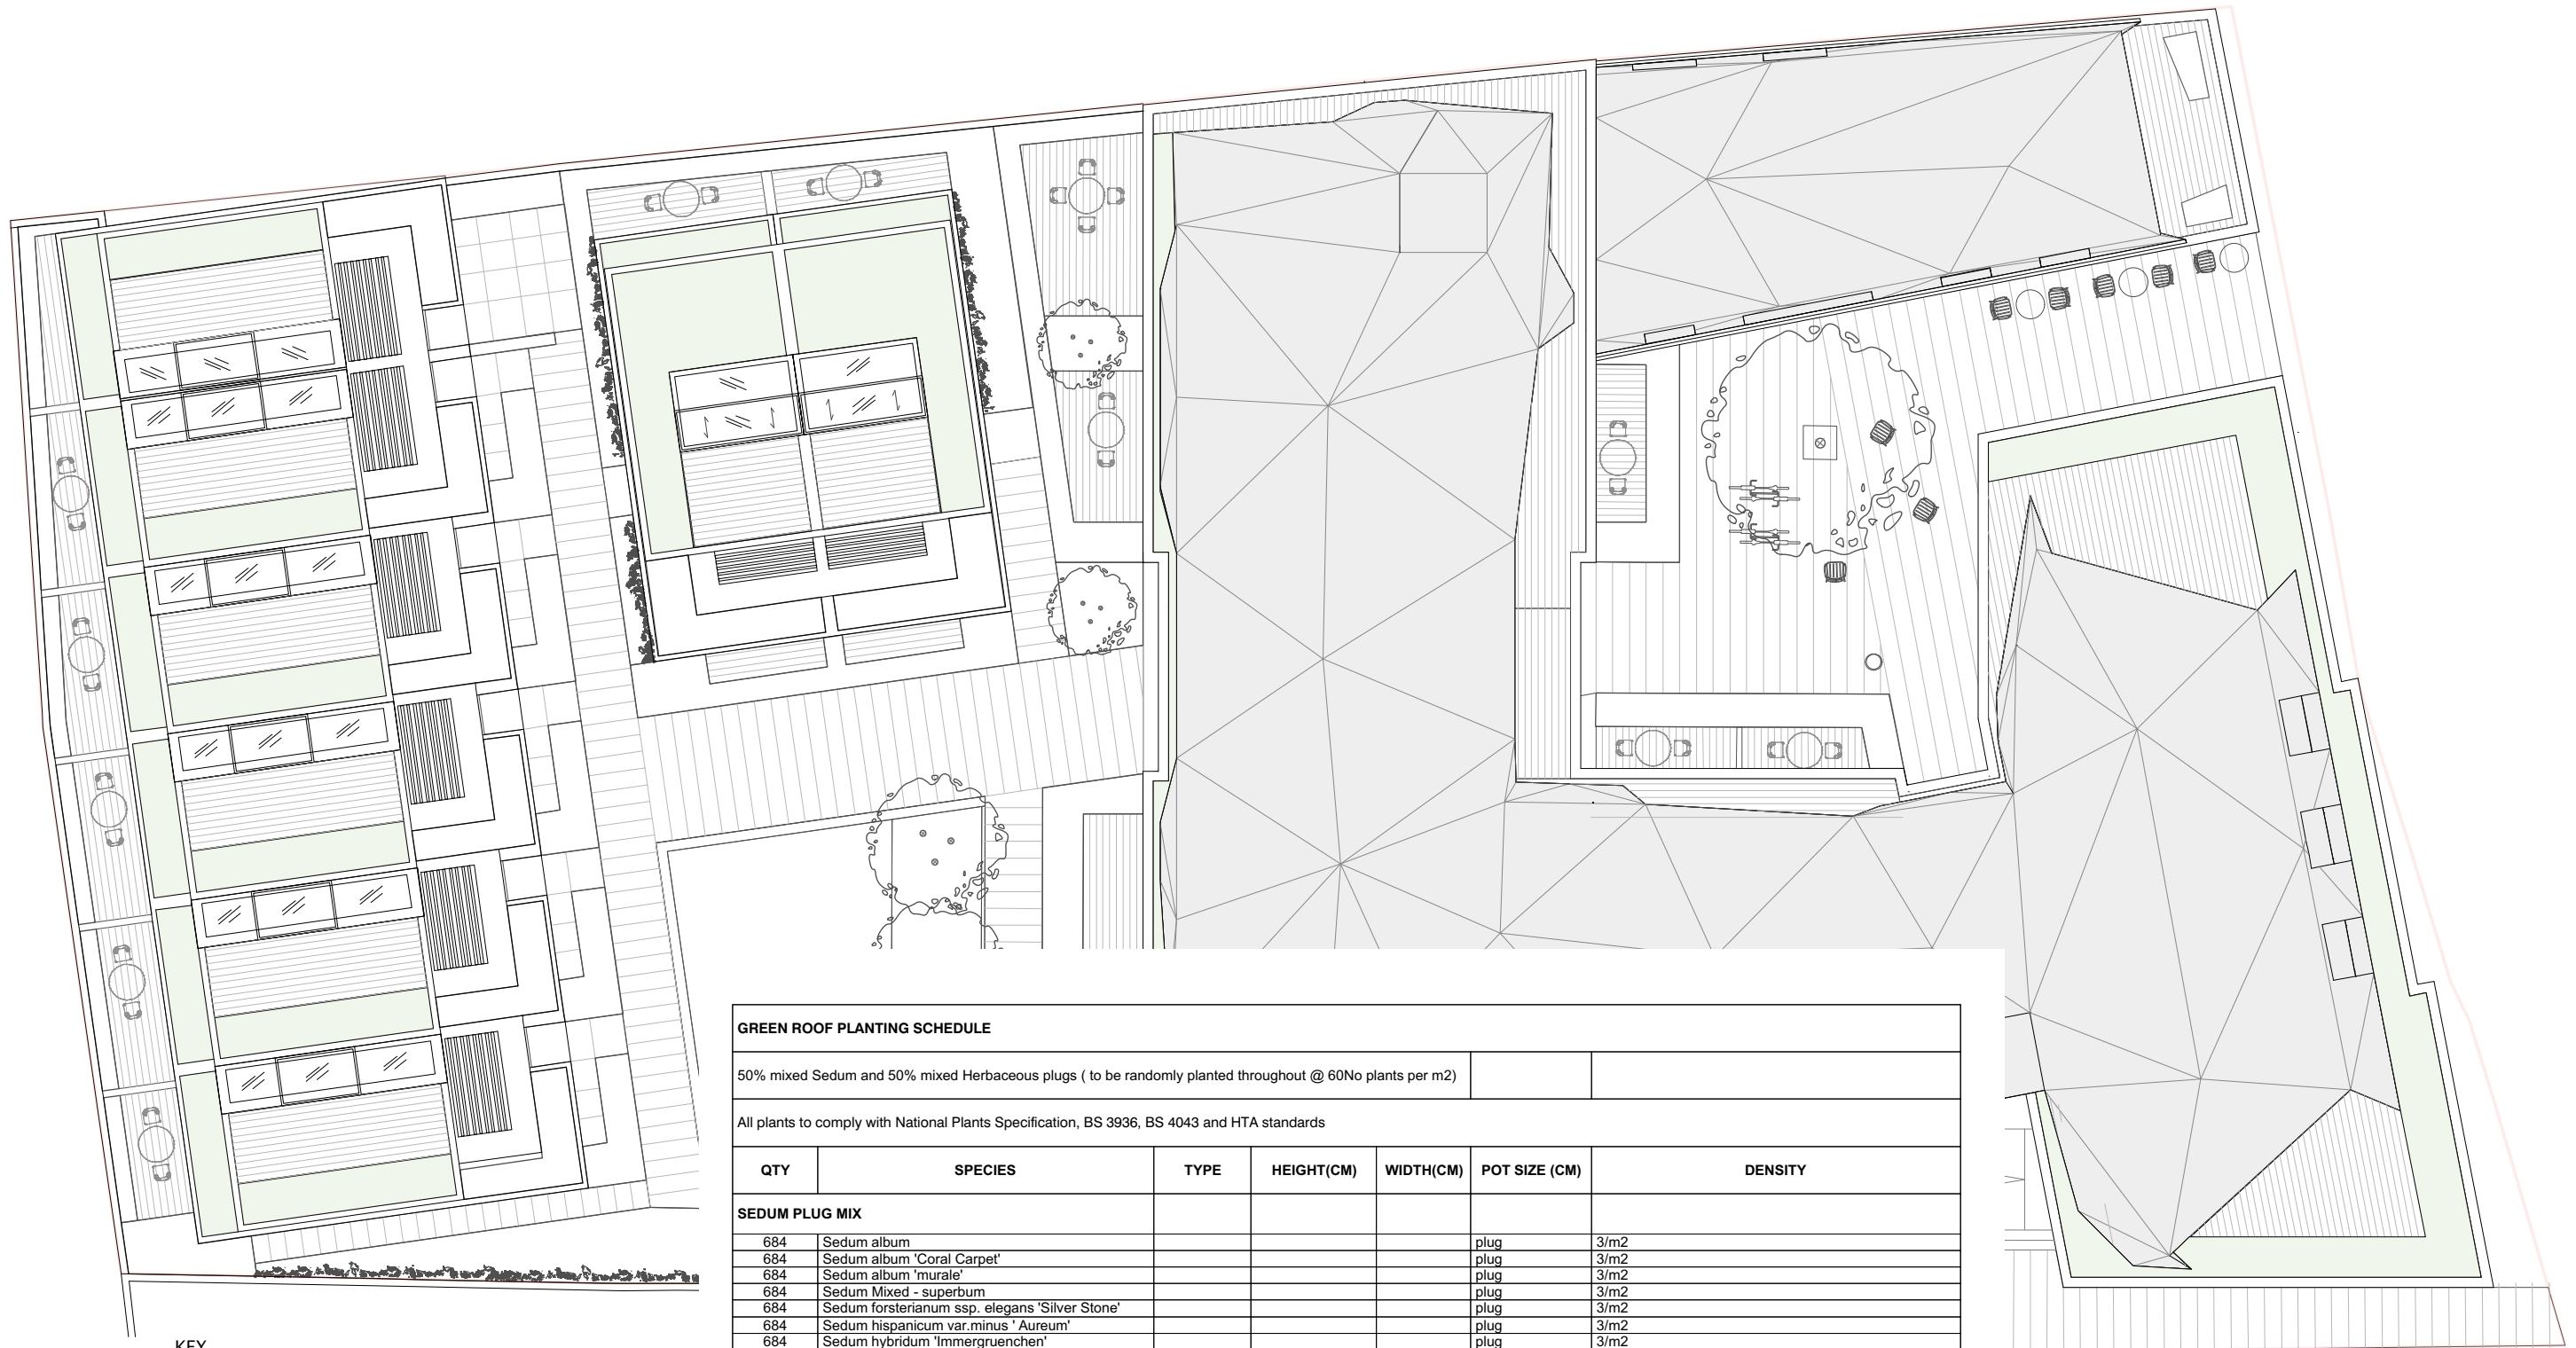 GREEN ROOF PLANTING SCHEDULE
50% mixed Sedum and 50% mixed Herbaceous plugs ( to be randomly planted throughout @ 60No plants per m2)
All plants to comply with National Plants Specification, BS 3936, BS 4043 and HTA standards
QTY SPECIES TYPE HEIGHT(CM) WIDTH(CM) POT SIZE (CM) DENSITY
SEDUM PLUG MIX
684 Sedum album plug 3/m2
684 Sedum album 'Coral Carpet' plug 3/m2
684 Sedum album 'murale' plug 3/m2
684 Sedum Mixed - superbum plug 3/m2
684 Sedum forsterianum ssp. elegans 'Silver Stone' plug 3/m2
684 Sedum hispanicum var.minus ' Aureum' plug 3/m2
684 Sedum hybridum 'Immergruenchen' plug 3/m2
KEY